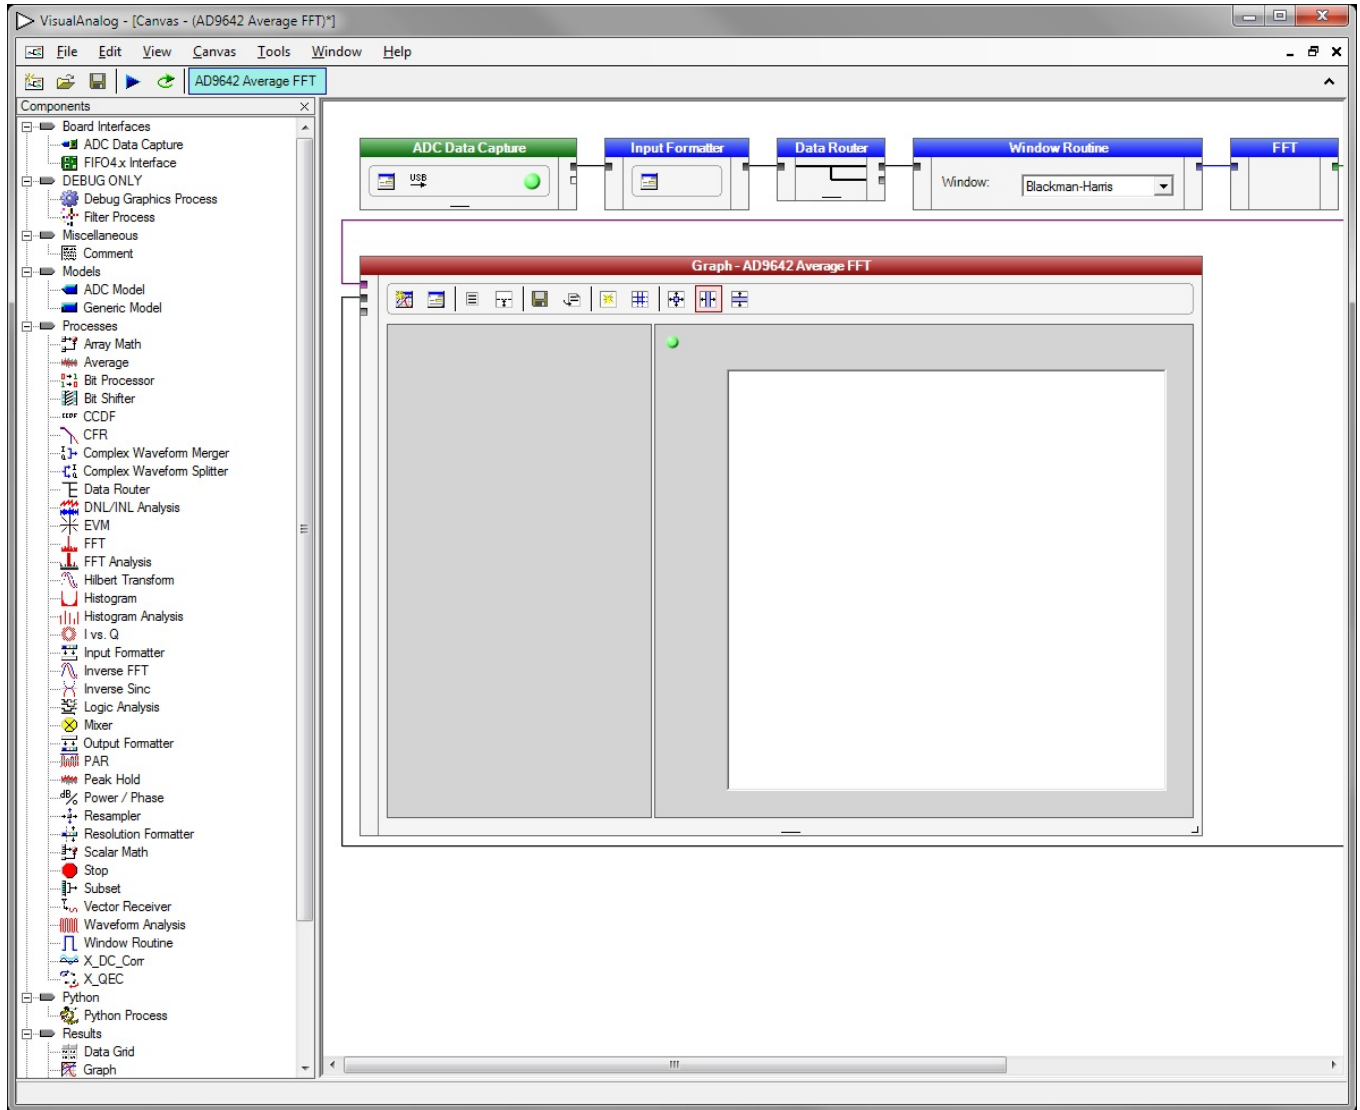 VisualAnalog - [Canvas - (AD9642 Average FFT)*]
File Edit View Canvas Tools Window Help
AD9642 Average FFT
Components
Board Interfaces
ADC Data Capture
FIFO4.x Interface
DEBUG ONLY
Debug Graphics Process
Filter Process
Miscellaneous
Comment
Models
ADC Model
Generic Model
Processes
Array Math
Average
Bit Processor
Bit Shifter
CCDF CCDF
CFR
Complex Waveform Merger
Complex Waveform Splitter
Data Router
DNL/INL Analysis
EVM
FFT
FFT Analysis
Hilbert Transform
Histogram
Histogram Analysis
I vs. Q
Input Formatter
Inverse FFT
Inverse Sinc
Logic Analysis
Mixer
Output Formatter
PAR
Peak Hold
dB Power / Phase
Resampler
Resolution Formatter
Scalar Math
Stop
Subset
Vector Receiver
Waveform Analysis
Window Routine
X_DC_Corr
X_QEC
Python
Python Process
Results
Data Grid
Graph
ADC Data Capture
USB
Input Formatter
Data Router
Window Routine
Window: Blackman-Harris
FFT
Graph - AD9642 Average FFT